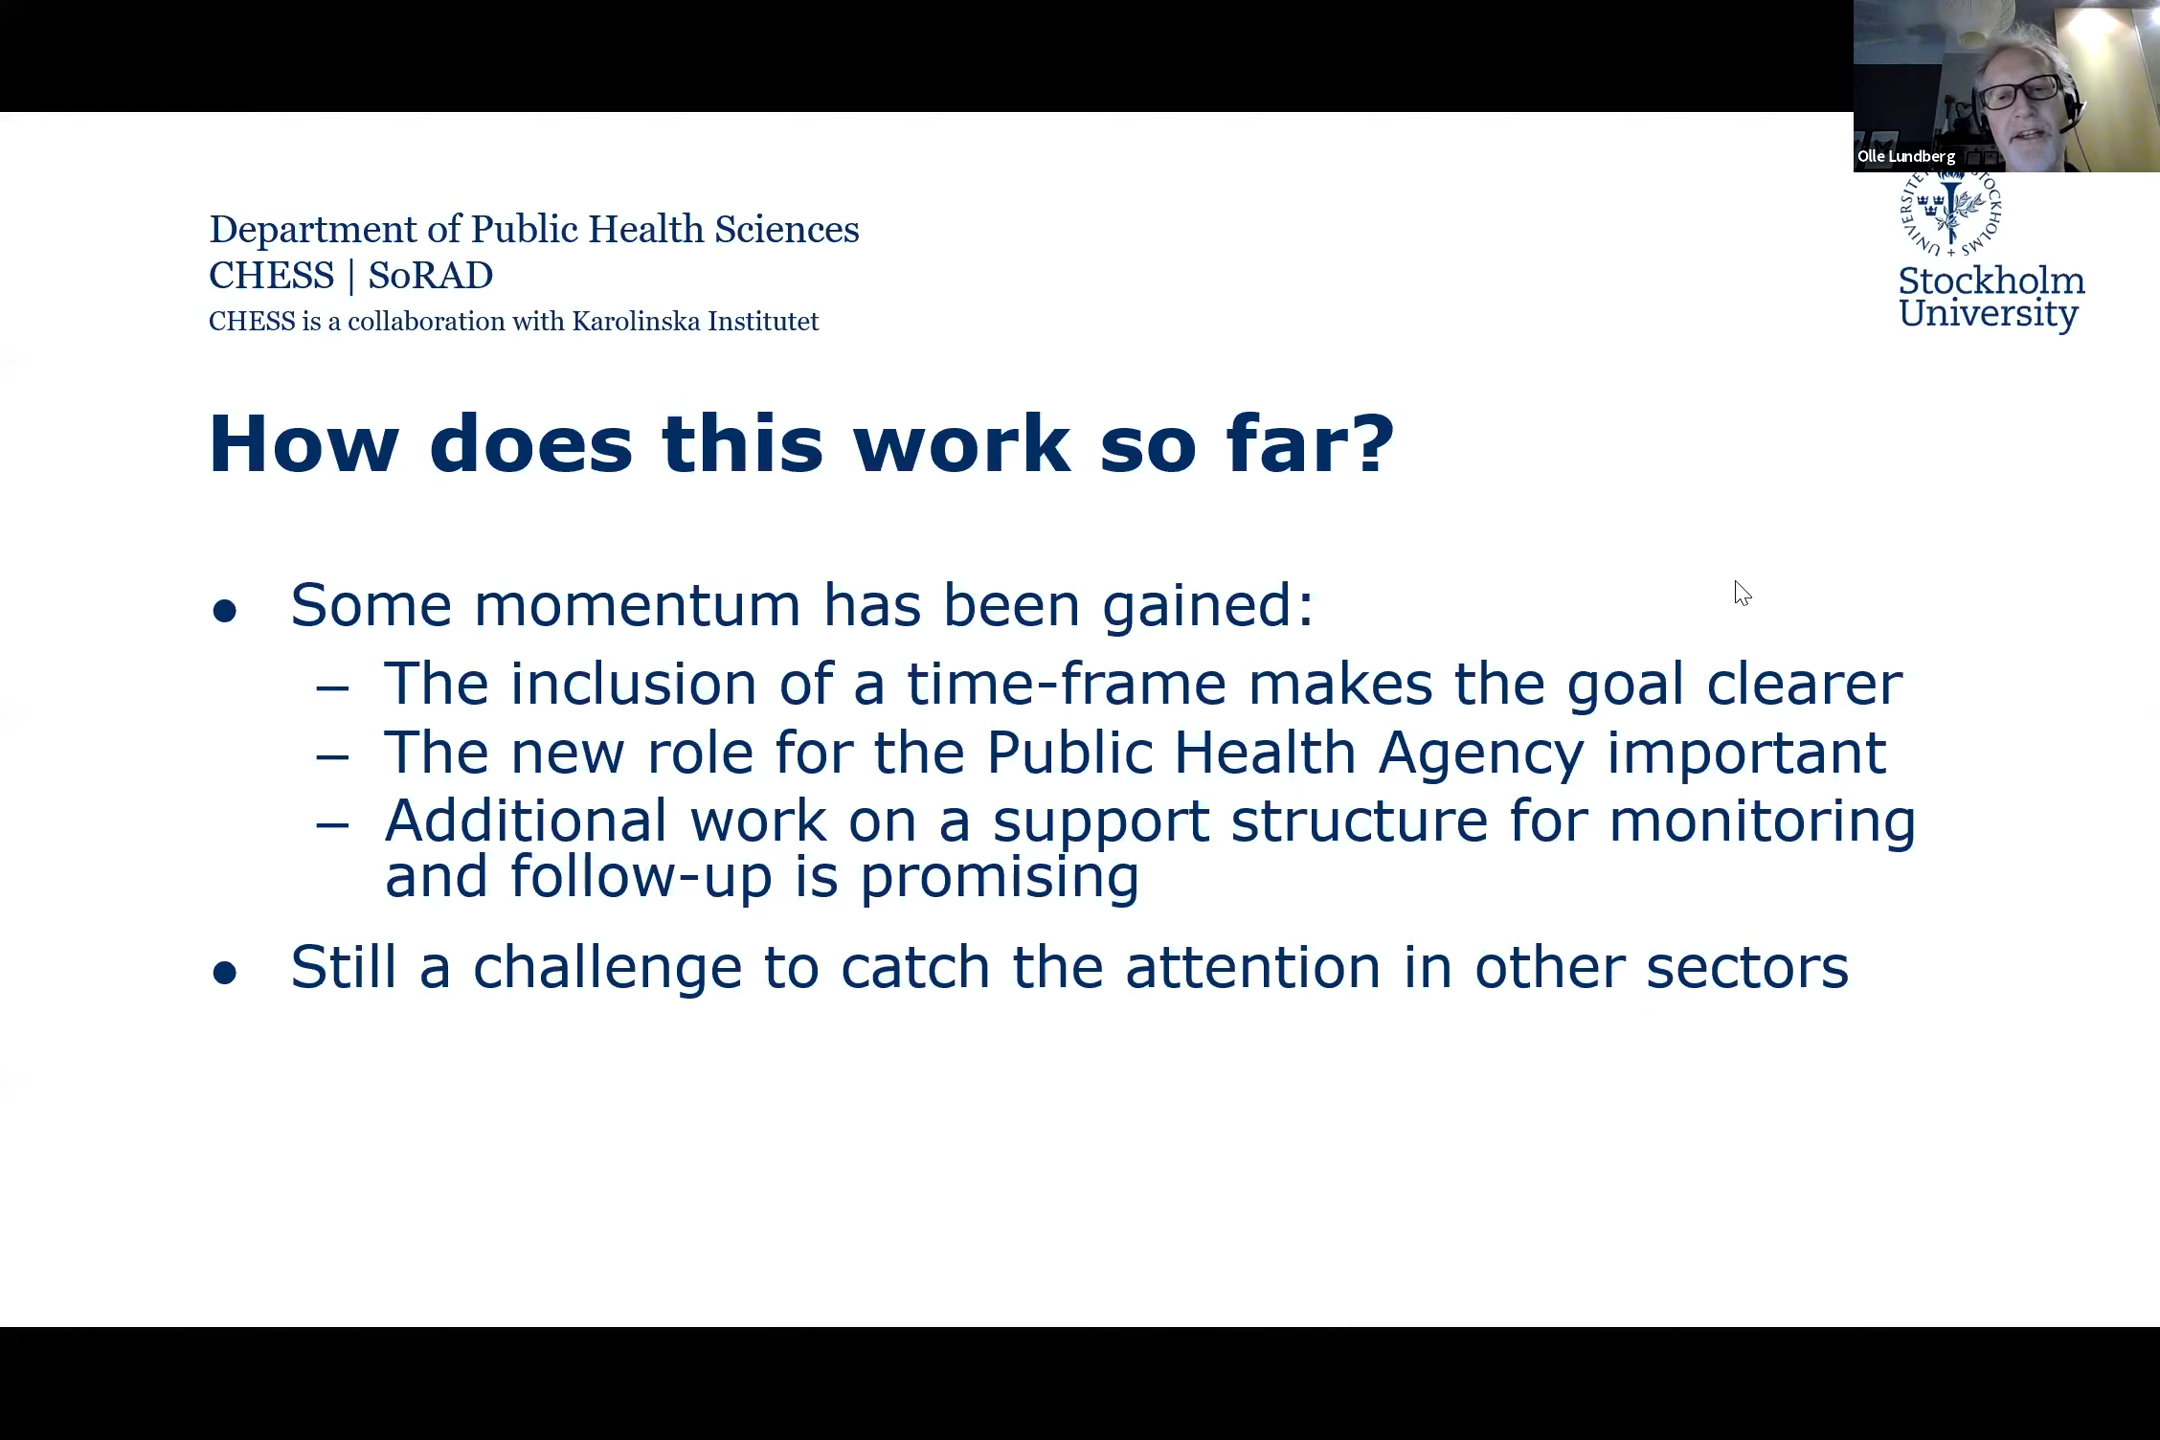 Olle Lundberg
Department of Public Health Sciences
CHESS | SoRAD
CHESS is a collaboration with Karolinska Institutet
Stockholm
University
How does this work so far?
● Some momentum has been gained:
– The inclusion of a time-frame makes the goal clearer
– The new role for the Public Health Agency important
– Additional work on a support structure for monitoring
and follow-up is promising
● Still a challenge to catch the attention in other sectors